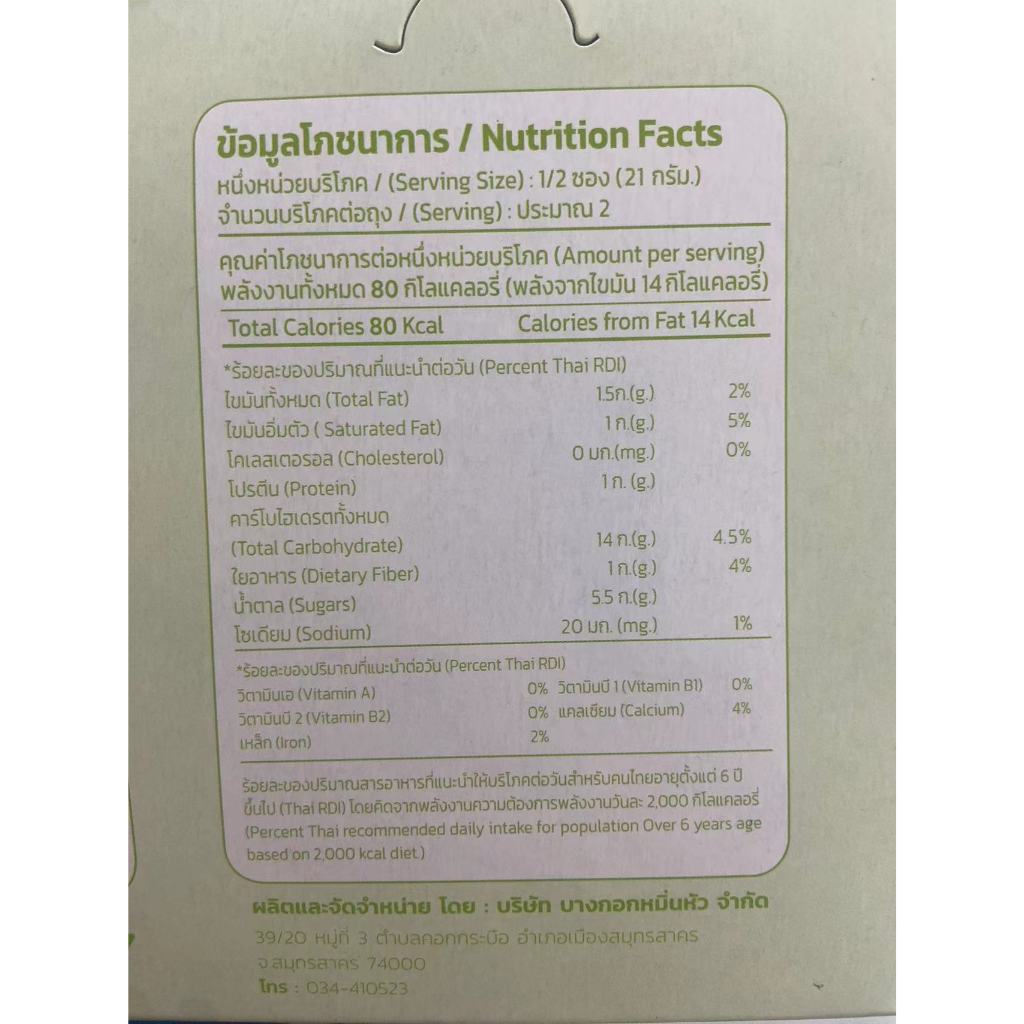 ข้อมูลโภชนาการ / Nutrition Facts
หนึ่งหน่วยบริโภค / (Serving Size) : 1/2 ซอง (21 กรัม.)
จำนวนบริโภคต่อถุง / (Serving) : ประมาณ 2
คุณค่าโภชนาการต่อหนึ่งหน่วยบริโภค (Amount per serving)
พลังงานทั้งหมด 80 กิโลแคลอรี่ (พลังจากไขมัน 14 กิโลแคลอรี่)
Total Calories 80 Kcal Calories from Fat 14 Kcal
*ร้อยละของปริมาณที่แนะนำต่อวัน (Percent Thai RDI)
ไขมันทั้งหมด (Total Fat) 1.5ก.(g.) 2%
ไขมันอิ่มตัว ( Saturated Fat) 1 ก.(g.) 5%
โคเลสเตอรอล (Cholesterol) 0 มก.(mg.) 0%
โปรตีน (Protein) 1 ก. (g.)
คาร์โบไฮเดรตทั้งหมด
(Total Carbohydrate) 14 ก.(g.) 4.5%
ใยอาหาร (Dietary Fiber) 1 ก.(g.) 4%
น้ำตาล (Sugars) 5.5 ก.(g.)
โซเดียม (Sodium) 20 มก. (mg.) 1%
*ร้อยละของปริมาณที่แนะนำต่อวัน (Percent Thai RDI)
วิตามินเอ (Vitamin A) 0% วิตามินบี 1 (Vitamin B1) 0%
วิตามินบี 2 (Vitamin B2) 0% แคลเซียม (Calcium) 4%
เหล็ก (Iron) 2%
ร้อยละของปริมาณสารอาหารที่แนะนำให้บริโภคต่อวันสำหรับคนไทยอายุตั้งแต่ 6 ปี
ขึ้นไป (Thai RDI) โดยคิดจากพลังงานความต้องการพลังงานวันละ 2,000 กิโลแคลอรี่
(Percent Thai recommended daily intake for population Over 6 years age
based on 2,000 kcal diet.)
ผลิตและจัดจำหน่าย โดย : บริษัท บางกอกหมื่นหัว จำกัด
39/20 หมู่ที่ 3 ตำบลคอกกระบือ อำเภอเมืองสมุทรสาคร
จ.สมุทรสาคร 74000
โทร : 034-410523